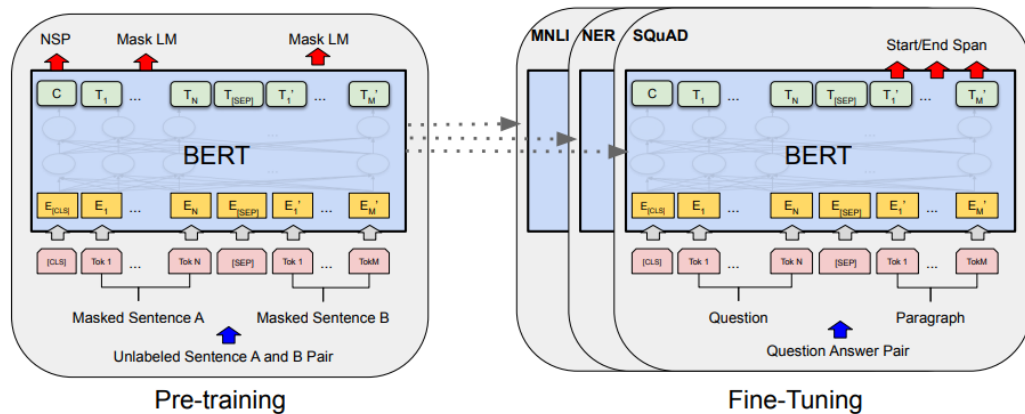 NSP Mask LM Mask LM
C T1 ... TN T[SEP] T1' ... TM'
BERT
E[CLS] E1 ... EN E[SEP] E1' ... EM'
[CLS] Tok 1 ... Tok N [SEP] Tok 1 ... TokM
Masked Sentence A Masked Sentence B
Unlabeled Sentence A and B Pair
Pre-training
MNLI NER SQuAD
Start/End Span
C T1 ... TN T[SEP] T1' ... TM'
BERT
E[CLS] E1 ... EN E[SEP] E1' ... EM'
[CLS] Tok 1 ... Tok N [SEP] Tok 1 ... TokM
Question Paragraph
Question Answer Pair
Fine-Tuning